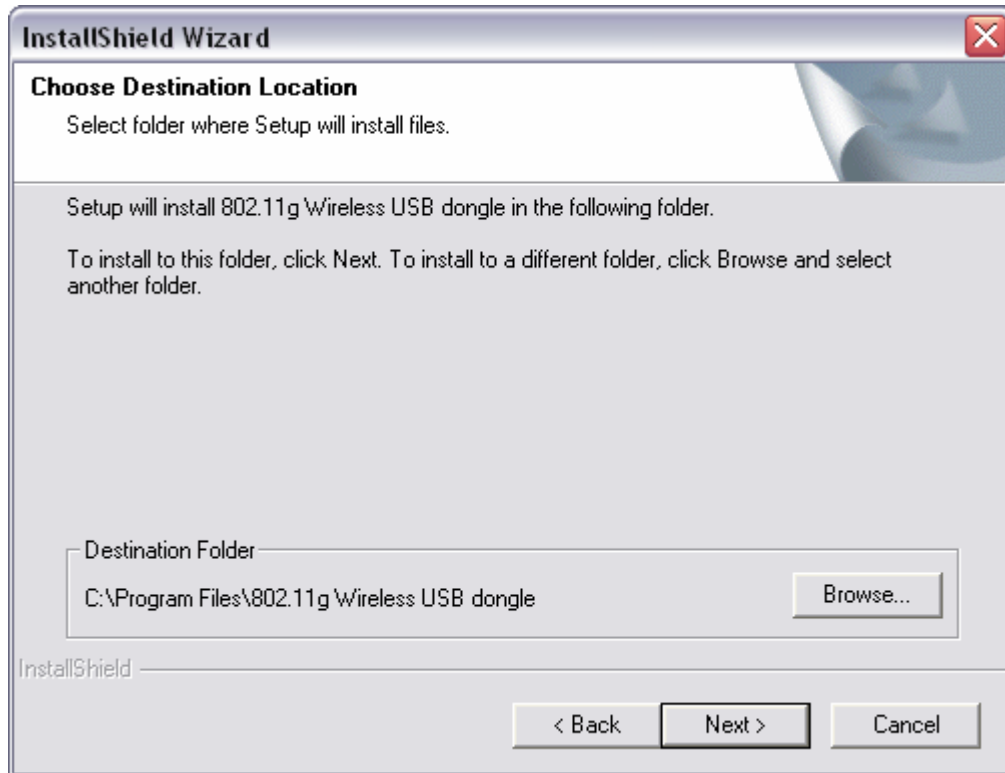 InstallShield Wizard
Choose Destination Location
Select folder where Setup will install files.
Setup will install 802.11g Wireless USB dongle in the following folder.
To install to this folder, click Next. To install to a different folder, click Browse and select
another folder.
Destination Folder
C:\Program Files\802.11g Wireless USB dongle
Browse...
InstallShield
< Back
Next >
Cancel